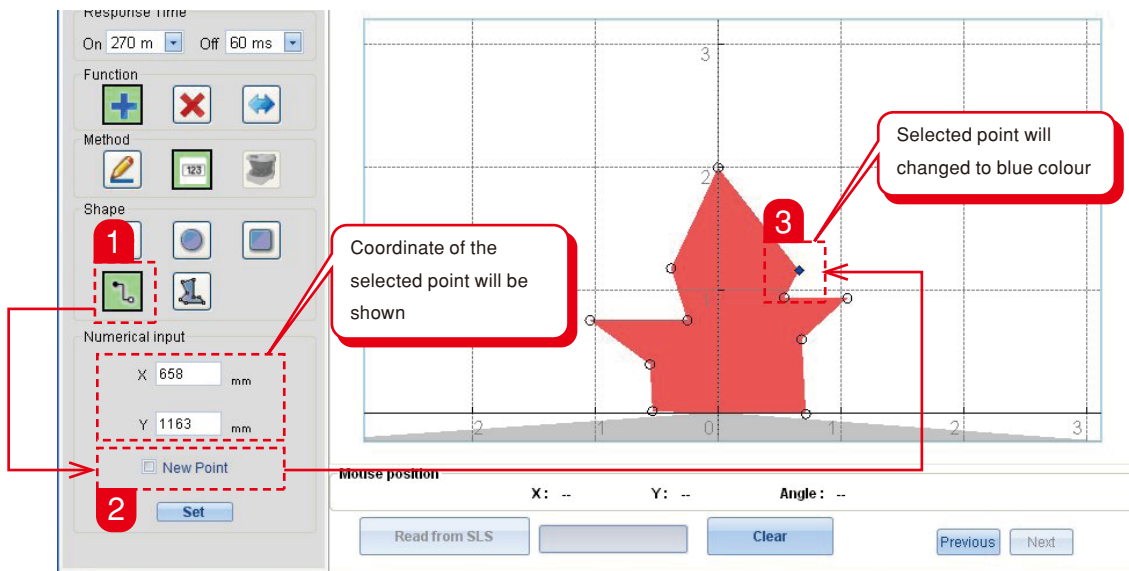 Response Time
On 270 m Off 60 ms
Function
Method
123
Shape
1
Numerical input
X 658 mm
Y 1163 mm
New Point
2
Set
Coordinate of the
selected point will be
shown
Selected point will
changed to blue colour
3
3
2
1
2 1 0 1 2 3
Mouse position
X: -- Y: -- Angle: --
Read from SLS Clear Previous Next